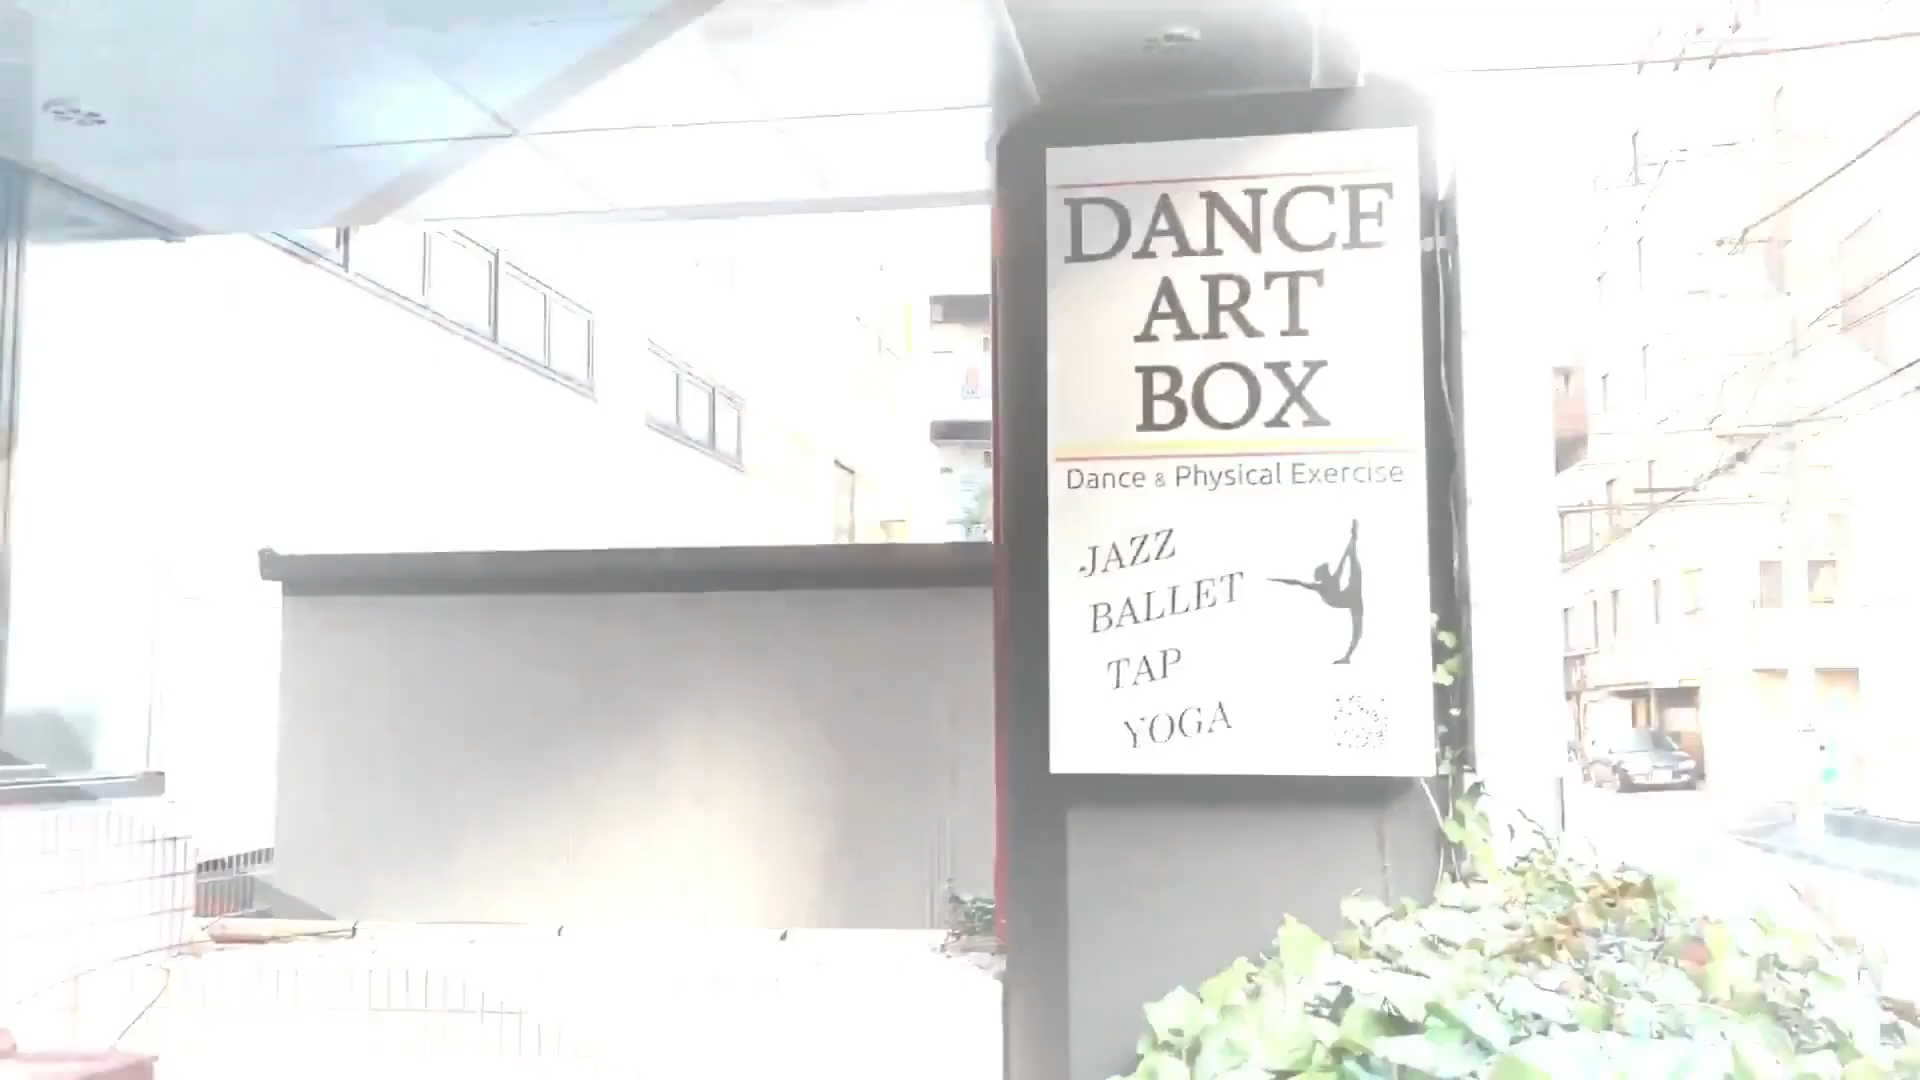 DANCE
ART
BOX
Dance & Physical Exercise
JAZZ
BALLET
TAP
YOGA